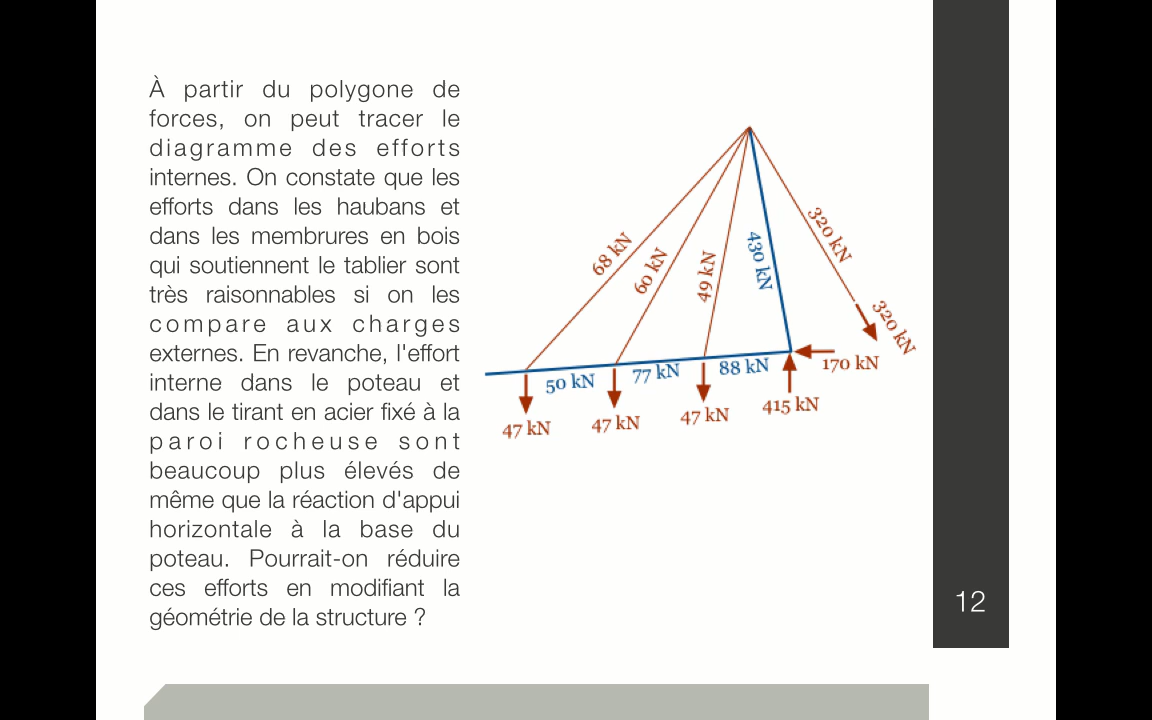 À partir du polygone de
forces, on peut tracer le
diagramme des efforts
internes. On constate que les
efforts dans les haubans et
dans les membrures en bois
qui soutiennent le tablier sont
très raisonnables si on les
compare aux charges
externes. En revanche, l'effort
interne dans le poteau et
dans le tirant en acier fixé à la
paroi rocheuse sont
beaucoup plus élevés de
même que la réaction d'appui
horizontale à la base du
poteau. Pourrait-on réduire
ces efforts en modifiant la
géométrie de la structure ?
68 kN
60 kN
49 kN
430 kN
320 kN
320 kN
50 kN
77 kN
88 kN
170 kN
47 kN
47 kN
47 kN
415 kN
12